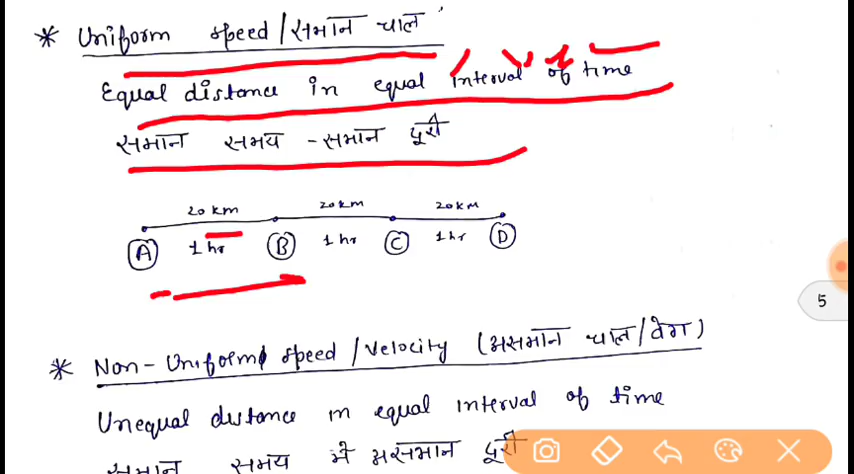 * Uniform speed/समान चाल
Equal distance in equal interval of time
समान समय - समान दूरी
20 km 20 km 20 km
A 1 hr B 1 hr C 1 hr D
5
* Non-Uniform speed/velocity (असमान चाल/वेग)
Unequal distance in equal interval of time
समान समय में असमान दूरी